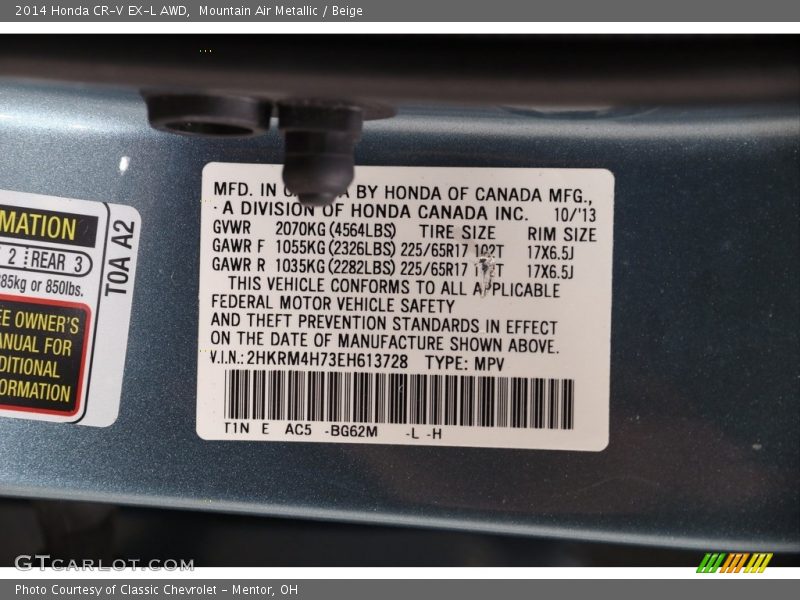 2014 Honda CR-V EX-L AWD,  Mountain Air Metallic / Beige
MATION
2 REAR 3
385kg or 850lbs.
EE OWNER'S
ANUAL FOR
DITIONAL
ORMATION
T0A A2
MFD. IN BY HONDA OF CANADA MFG.,
A DIVISION OF HONDA CANADA INC. 10/'13
GVWR 2070KG (4564LBS) TIRE SIZE RIM SIZE
GAWR F 1055KG (2326LBS) 225/65R17 102T 17X6.5J
GAWR R 1035KG (2282LBS) 225/65R17 17X6.5J
THIS VEHICLE CONFORMS TO ALL APPLICABLE
FEDERAL MOTOR VEHICLE SAFETY
AND THEFT PREVENTION STANDARDS IN EFFECT
ON THE DATE OF MANUFACTURE SHOWN ABOVE.
V.I.N.: 2HKRM4H73EH613728 TYPE: MPV
T1N E AC5 -BG62M -L -H
GTCARLOT.COM
Photo Courtesy of Classic Chevrolet - Mentor, OH